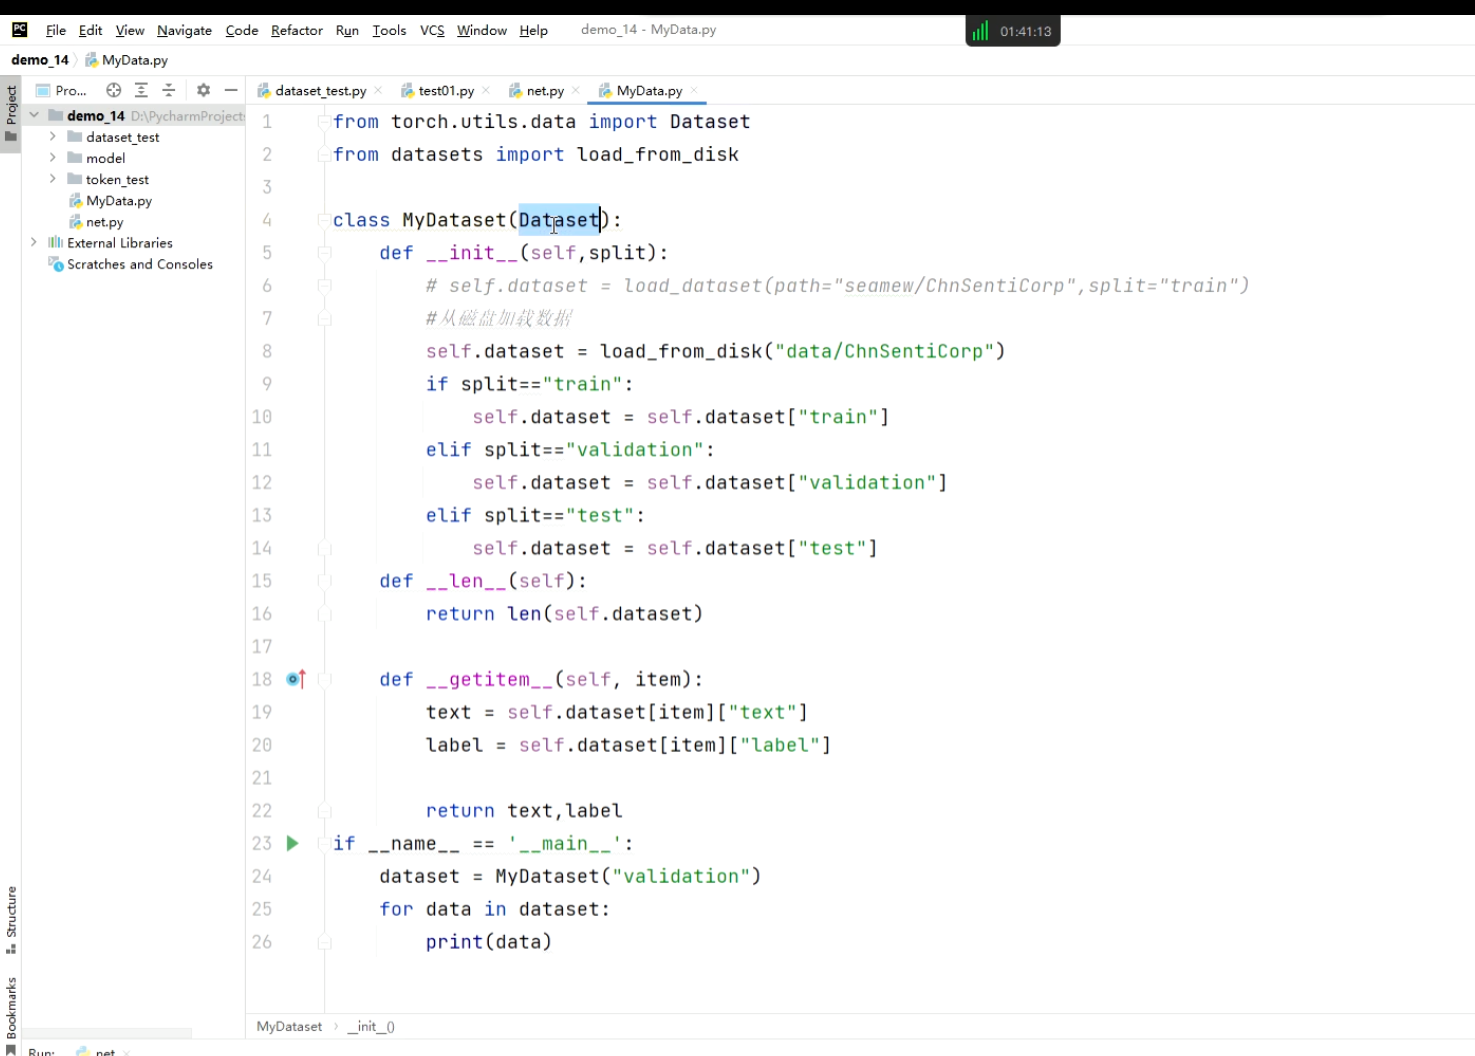 File Edit View Navigate Code Refactor Run Tools VCS Window Help demo_14 - MyData.py 01:41:13
demo_14 MyData.py
Project
Pro...
dataset_test.py test01.py net.py MyData.py
demo_14 D:\PycharmProject
dataset_test
model
token_test
MyData.py
net.py
External Libraries
Scratches and Consoles
1 from torch.utils.data import Dataset
2 from datasets import load_from_disk
3
4 class MyDataset(Dataset):
5 def __init__(self,split):
6 # self.dataset = load_dataset(path="seamew/ChnSentiCorp",split="train")
7 #从磁盘加载数据
8 self.dataset = load_from_disk("data/ChnSentiCorp")
9 if split=="train":
10 self.dataset = self.dataset["train"]
11 elif split=="validation":
12 self.dataset = self.dataset["validation"]
13 elif split=="test":
14 self.dataset = self.dataset["test"]
15 def __len__(self):
16 return len(self.dataset)
17
18 def __getitem__(self, item):
19 text = self.dataset[item]["text"]
20 label = self.dataset[item]["label"]
21
22 return text,label
23 if __name__ == '__main__':
24 dataset = MyDataset("validation")
25 for data in dataset:
26 print(data)
Structure
Bookmarks
MyDataset __init__()
Run: net